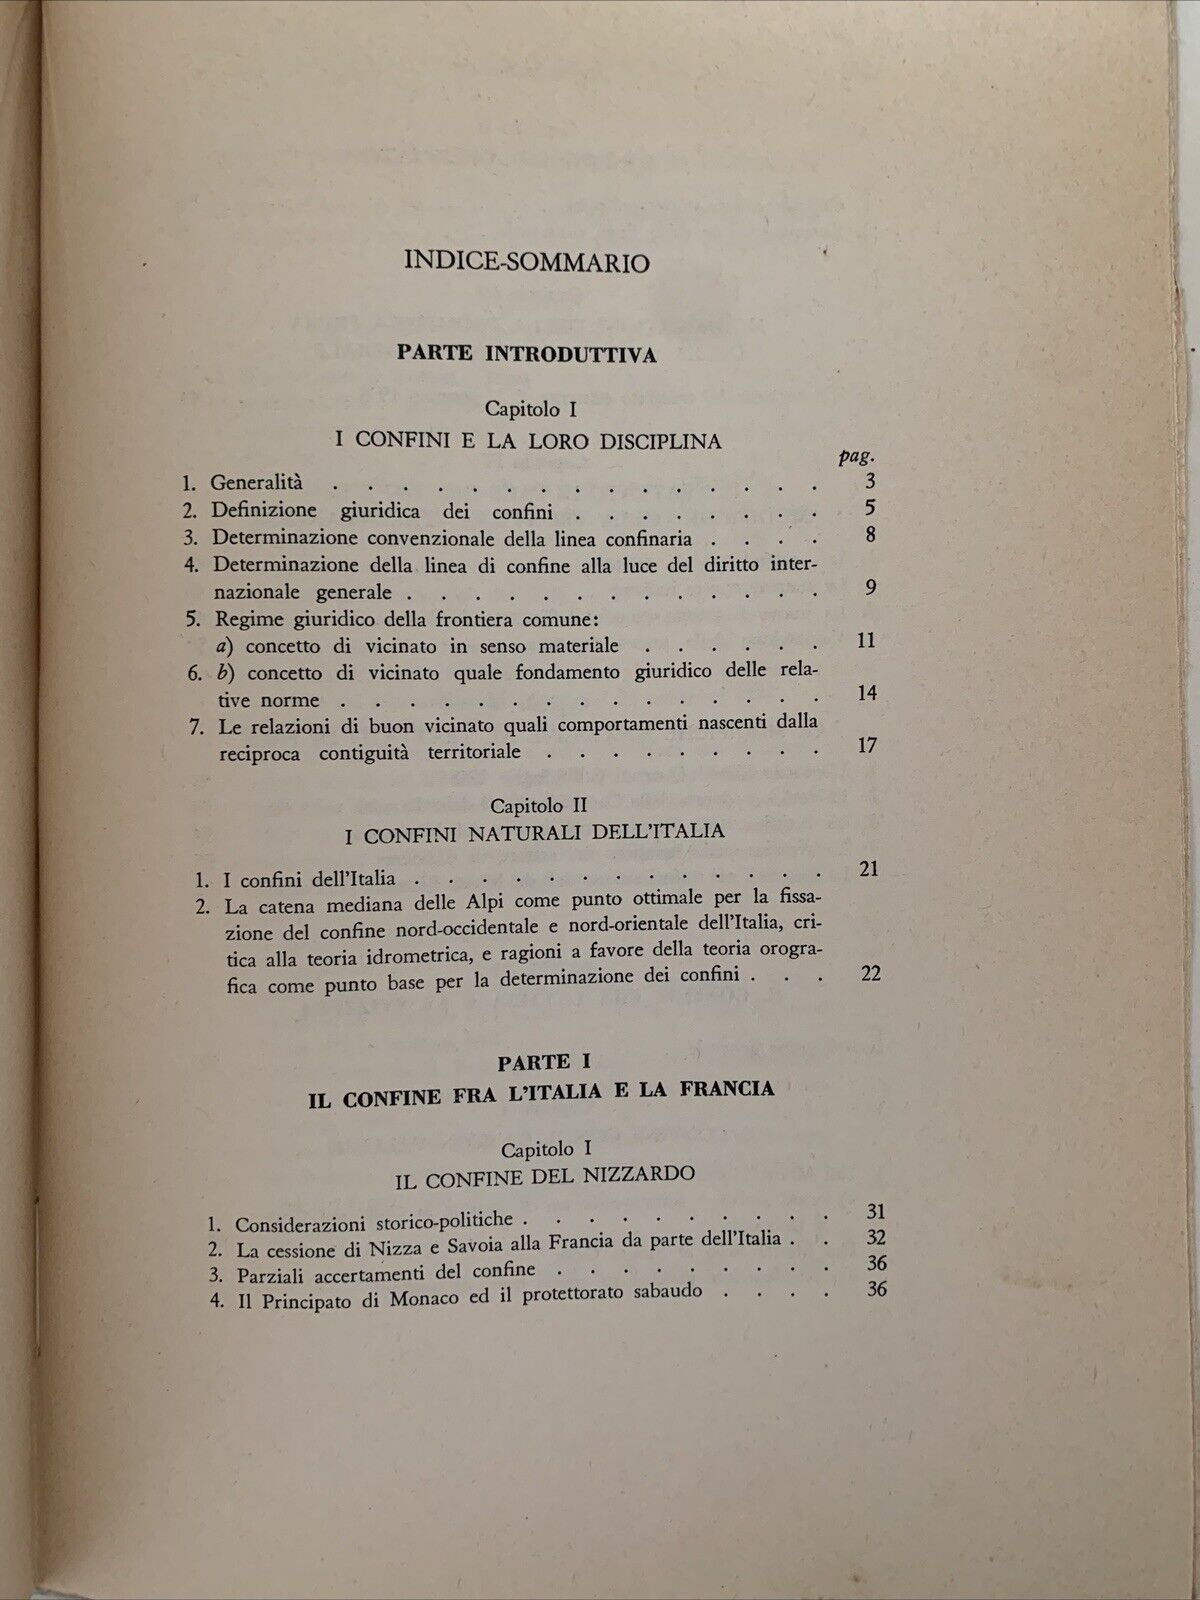 INDICE-SOMMARIO
PARTE INTRODUTTIVA
Capitolo I
I CONFINI E LA LORO DISCIPLINA
pag.
1. Generalità . . . . . . . . . . . . . . . 3
2. Definizione giuridica dei confini . . . . . . . . 5
3. Determinazione convenzionale della linea confinaria . . . . 8
4. Determinazione della linea di confine alla luce del diritto inter-
nazionale generale . . . . . . . . . . . . . 9
5. Regime giuridico della frontiera comune:
a) concetto di vicinato in senso materiale . . . . . . 11
6. b) concetto di vicinato quale fondamento giuridico delle rela-
tive norme . . . . . . . . . . . . . . . 14
7. Le relazioni di buon vicinato quali comportamenti nascenti dalla
reciproca contiguità territoriale . . . . . . . . . 17
Capitolo II
I CONFINI NATURALI DELL'ITALIA
1. I confini dell'Italia . . . . . . . . . . . . . 21
2. La catena mediana delle Alpi come punto ottimale per la fissa-
zione del confine nord-occidentale e nord-orientale dell'Italia, cri-
tica alla teoria idrometrica, e ragioni a favore della teoria orogra-
fica come punto base per la determinazione dei confini . . . 22
PARTE I
IL CONFINE FRA L'ITALIA E LA FRANCIA
Capitolo I
IL CONFINE DEL NIZZARDO
1. Considerazioni storico-politiche . . . . . . . . . . 31
2. La cessione di Nizza e Savoia alla Francia da parte dell'Italia . . 32
3. Parziali accertamenti del confine . . . . . . . . . 36
4. Il Principato di Monaco ed il protettorato sabaudo . . . . 36